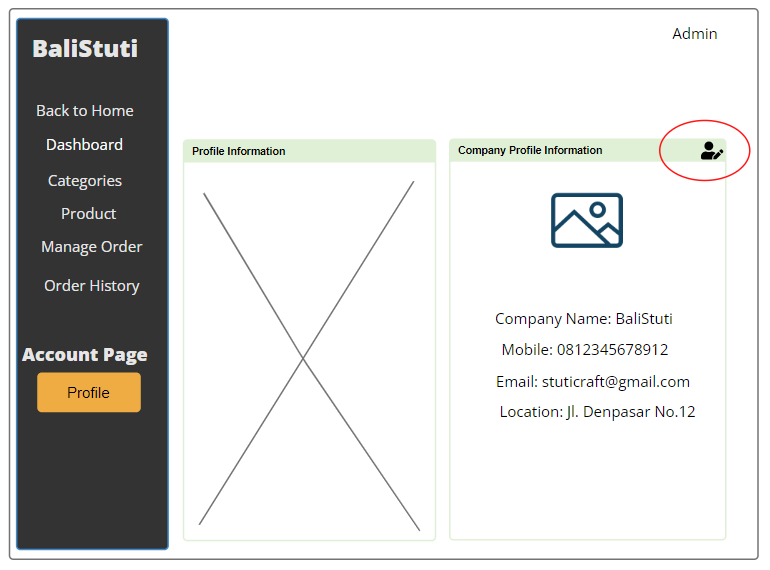 BaliStuti
Back to Home
Dashboard
Categories
Product
Manage Order
Order History
Account Page
Profile
Admin
Profile Information
Company Profile Information
Company Name: BaliStuti
Mobile: 0812345678912
Email: stuticraft@gmail.com
Location: Jl. Denpasar No.12